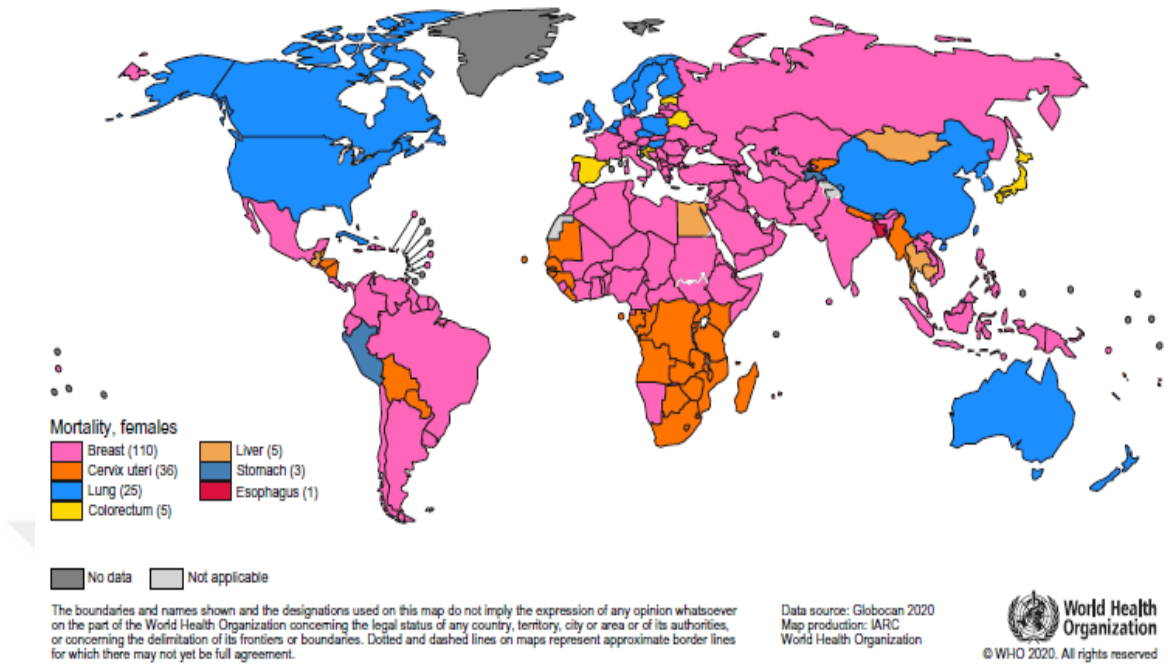 Mortality, females
Breast (110)
Cervix uteri (36)
Lung (25)
Colorectum (5)
Liver (5)
Stomach (3)
Esophagus (1)
No data
Not applicable
The boundaries and names shown and the designations used on this map do not imply the expression of any opinion whatsoever
on the part of the World Health Organization concerning the legal status of any country, territory, city or area or of its authorities,
or concerning the delimitation of its frontiers or boundaries. Dotted and dashed lines on maps represent approximate border lines
for which there may not yet be full agreement.
Data source: Globocan 2020
Map production: IARC
World Health Organization
World Health
Organization
© WHO 2020. All rights reserved